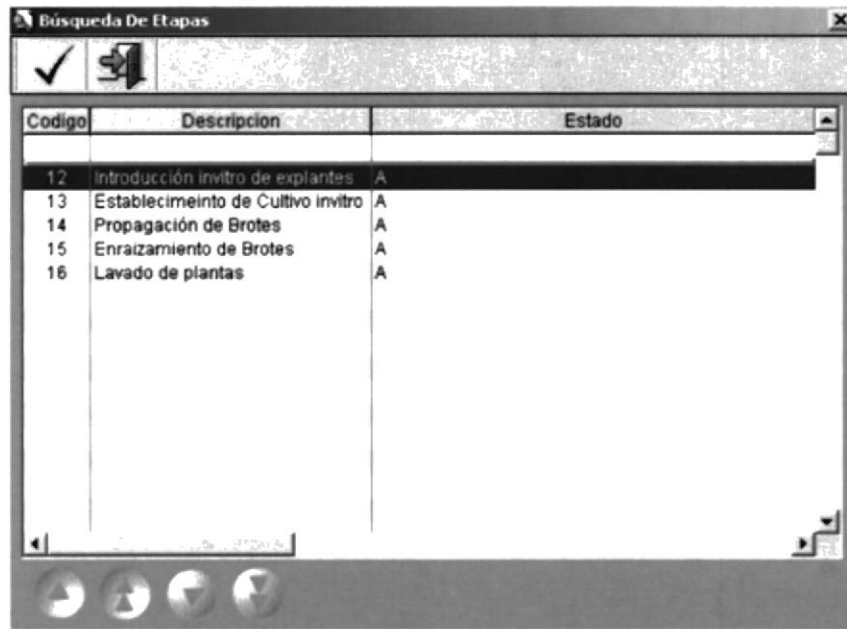 Búsqueda De Etapas
Codigo Descripcion Estado
12 Introducción invitro de explantes A
13 Establecimeinto de Cultivo invitro A
14 Propagación de Brotes A
15 Enraizamiento de Brotes A
16 Lavado de plantas A